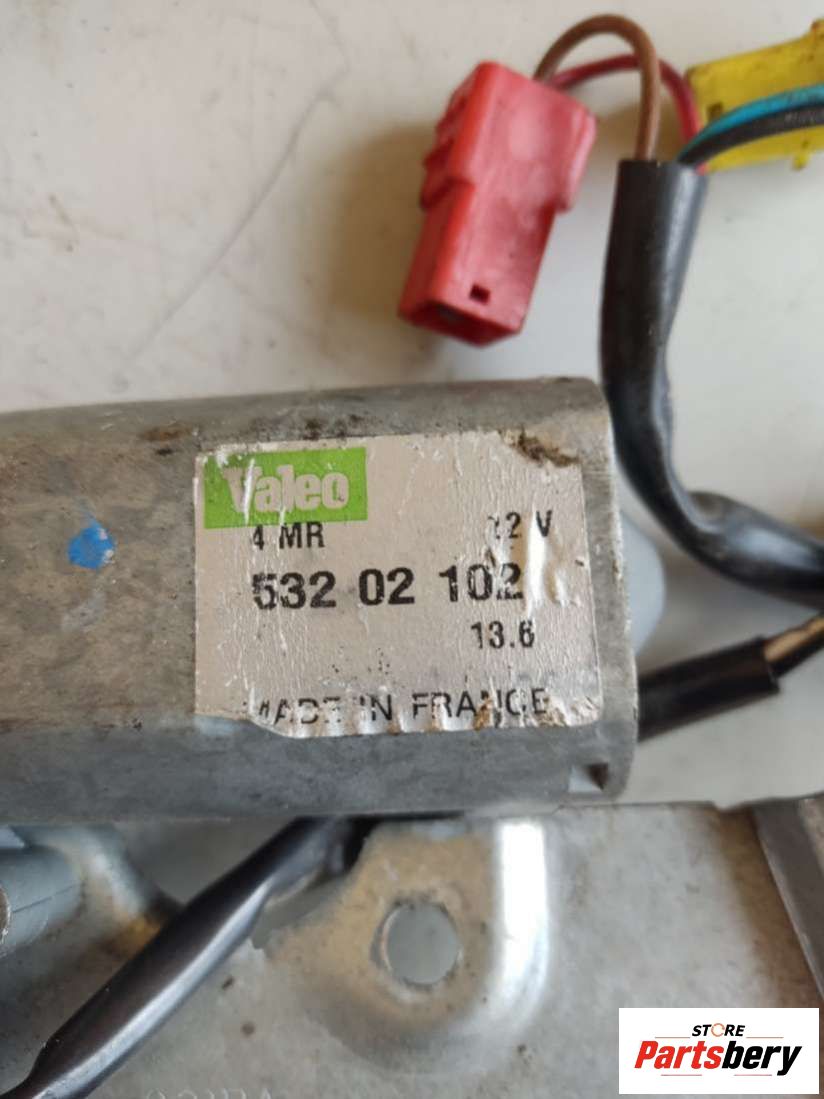 Valeo
4 MR 12 V
532 02 102
13.6
MADE IN FRANCE
STORE
Partsbery